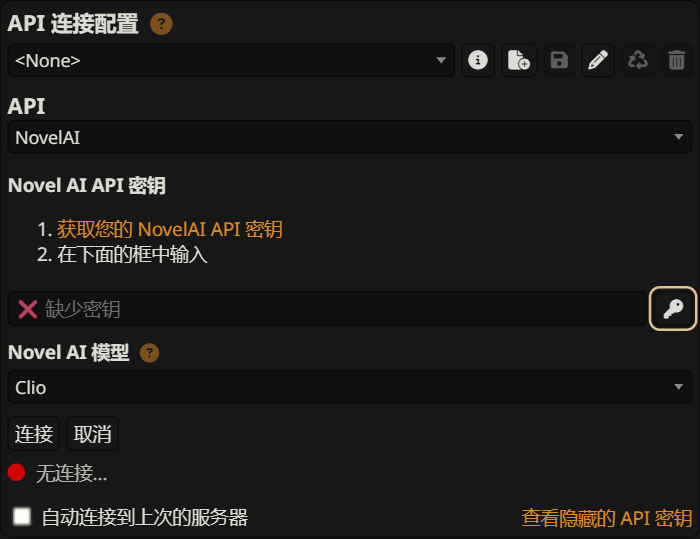 API 连接配置 ?
<None>
API
NovelAI
Novel AI API 密钥
1. 获取您的 NovelAI API 密钥
2. 在下面的框中输入
❌ 缺少密钥
Novel AI 模型 ?
Clio
连接 取消
无连接...
自动连接到上次的服务器 查看隐藏的 API 密钥